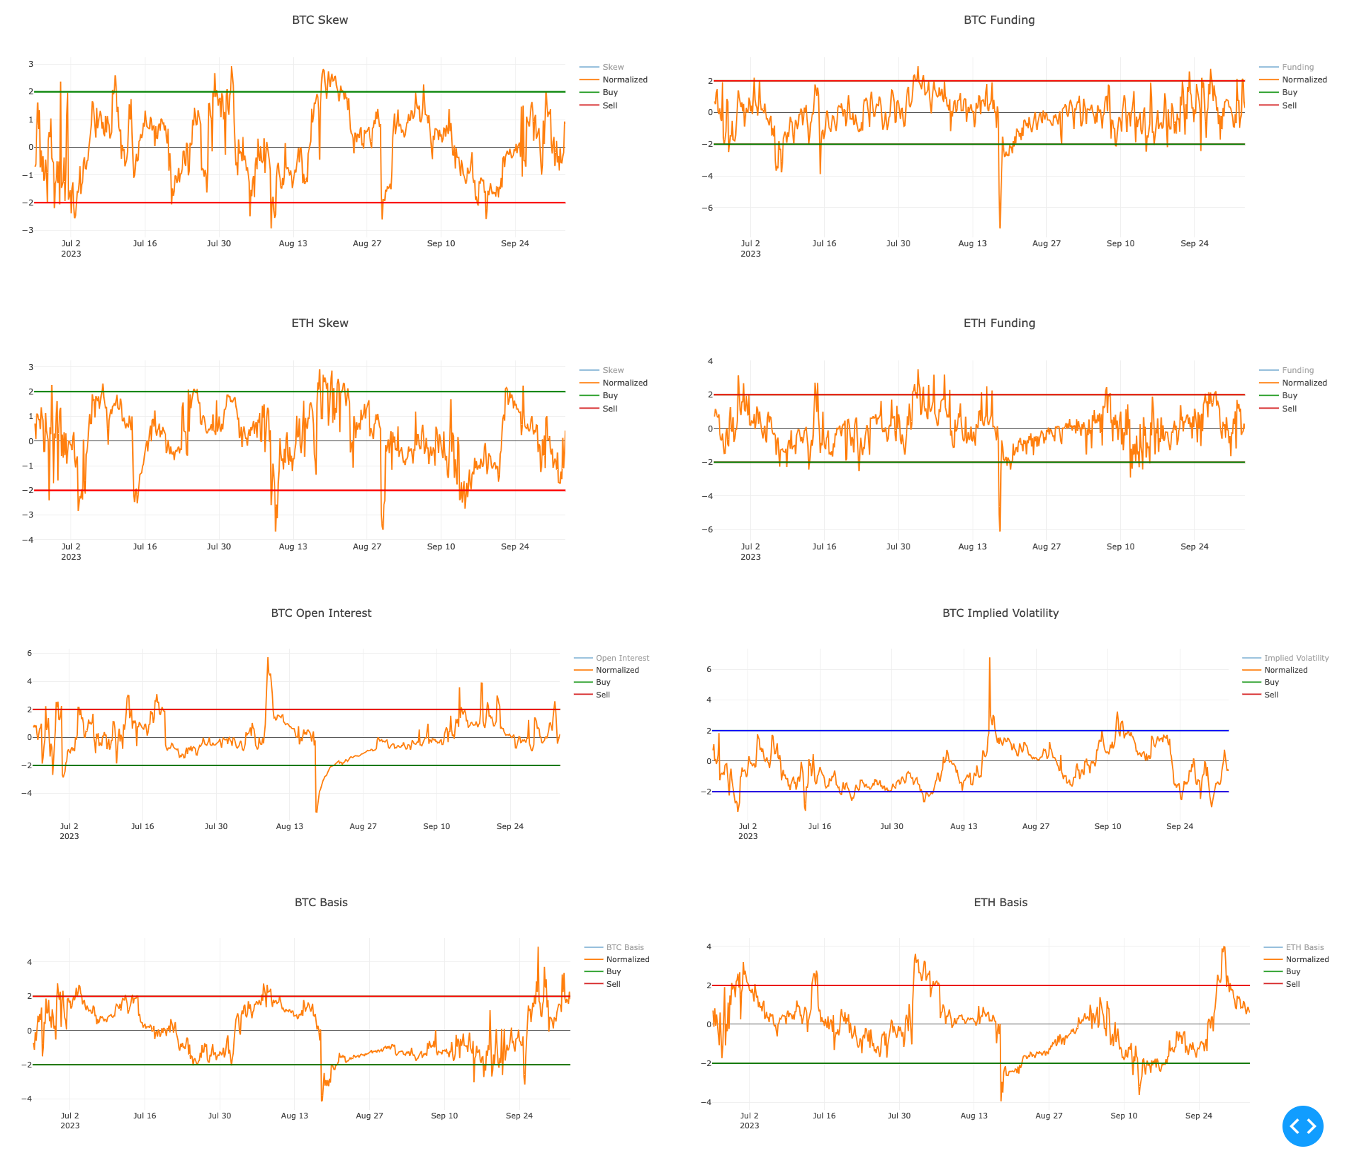 BTC Skew
3
2
1
0
−1
−2
−3
Jul 2
2023
Jul 16
Jul 30
Aug 13
Aug 27
Sep 10
Sep 24
Skew
Normalized
Buy
Sell
BTC Funding
2
0
−2
−4
−6
Jul 2
2023
Jul 16
Jul 30
Aug 13
Aug 27
Sep 10
Sep 24
Funding
Normalized
Buy
Sell
ETH Skew
3
2
1
0
−1
−2
−3
−4
Jul 2
2023
Jul 16
Jul 30
Aug 13
Aug 27
Sep 10
Sep 24
Skew
Normalized
Buy
Sell
ETH Funding
4
2
0
−2
−4
−6
Jul 2
2023
Jul 16
Jul 30
Aug 13
Aug 27
Sep 10
Sep 24
Funding
Normalized
Buy
Sell
BTC Open Interest
6
4
2
0
−2
−4
Jul 2
2023
Jul 16
Jul 30
Aug 13
Aug 27
Sep 10
Sep 24
Open Interest
Normalized
Buy
Sell
BTC Implied Volatility
6
4
2
0
−2
Jul 2
2023
Jul 16
Jul 30
Aug 13
Aug 27
Sep 10
Sep 24
Implied Volatility
Normalized
Buy
Sell
BTC Basis
4
2
0
−2
−4
Jul 2
2023
Jul 16
Jul 30
Aug 13
Aug 27
Sep 10
Sep 24
BTC Basis
Normalized
Buy
Sell
ETH Basis
4
2
0
−2
−4
Jul 2
2023
Jul 16
Jul 30
Aug 13
Aug 27
Sep 10
Sep 24
ETH Basis
Normalized
Buy
Sell